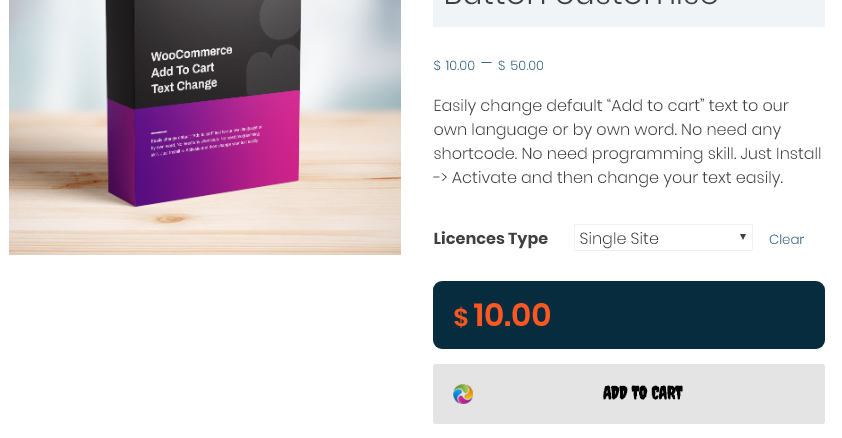 WooCommerce
Add To Cart
Text Change
$ 10.00 – $ 50.00
Easily change default “Add to cart” text to our
own language or by own word. No need any
shortcode. No need programming skill. Just Install
-> Activate and then change your text easily.
Licences Type Single Site Clear
$ 10.00
ADD TO CART